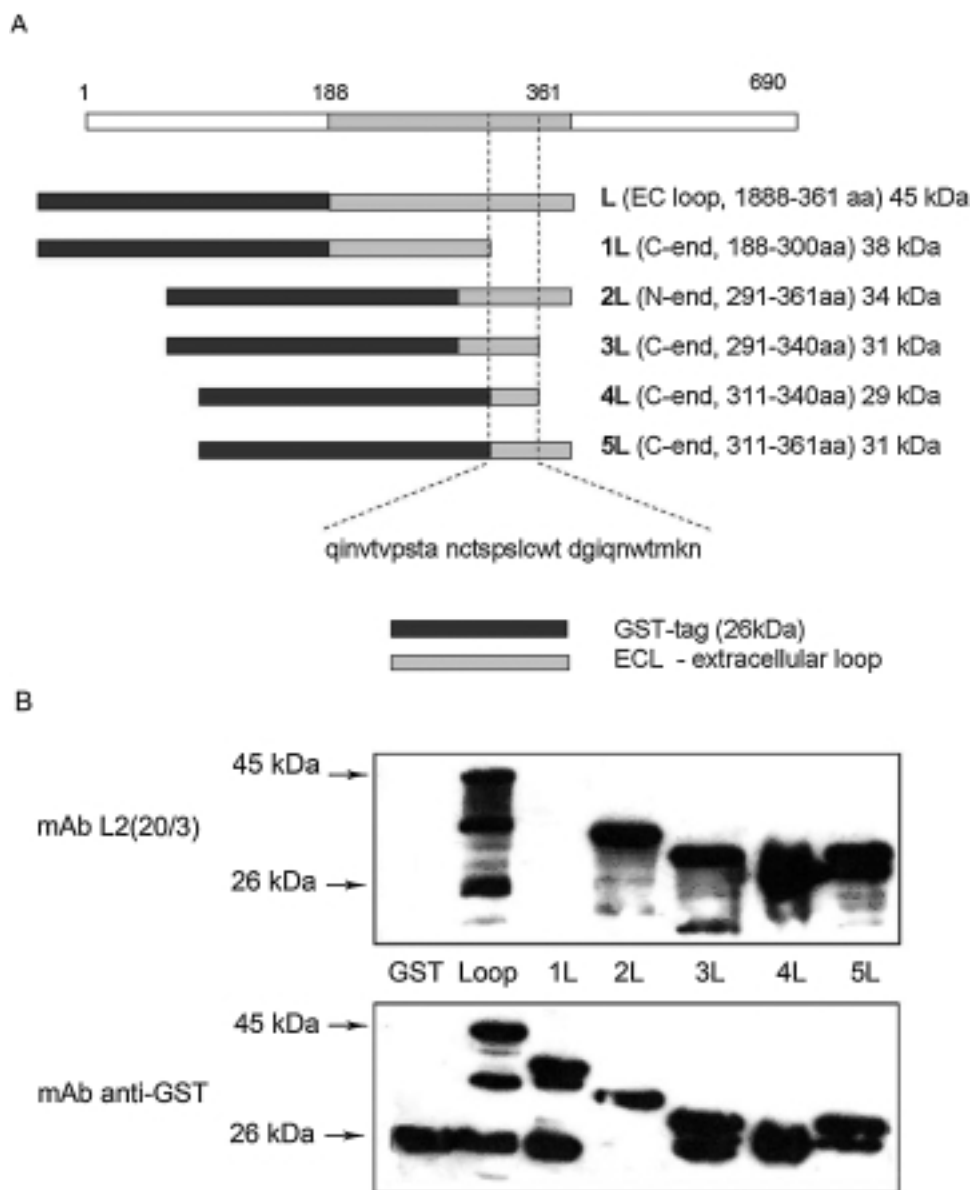 A
1 188 361 690
L (EC loop, 1888-361 aa) 45 kDa
1L (C-end, 188-300aa) 38 kDa
2L (N-end, 291-361aa) 34 kDa
3L (C-end, 291-340aa) 31 kDa
4L (C-end, 311-340aa) 29 kDa
5L (C-end, 311-361aa) 31 kDa
qinvtvpsta nctspslcwt dgiqnwtmkn
GST-tag (26kDa)
ECL - extracellular loop
B
45 kDa
mAb L2(20/3)
26 kDa
GST Loop 1L 2L 3L 4L 5L
45 kDa
mAb anti-GST
26 kDa